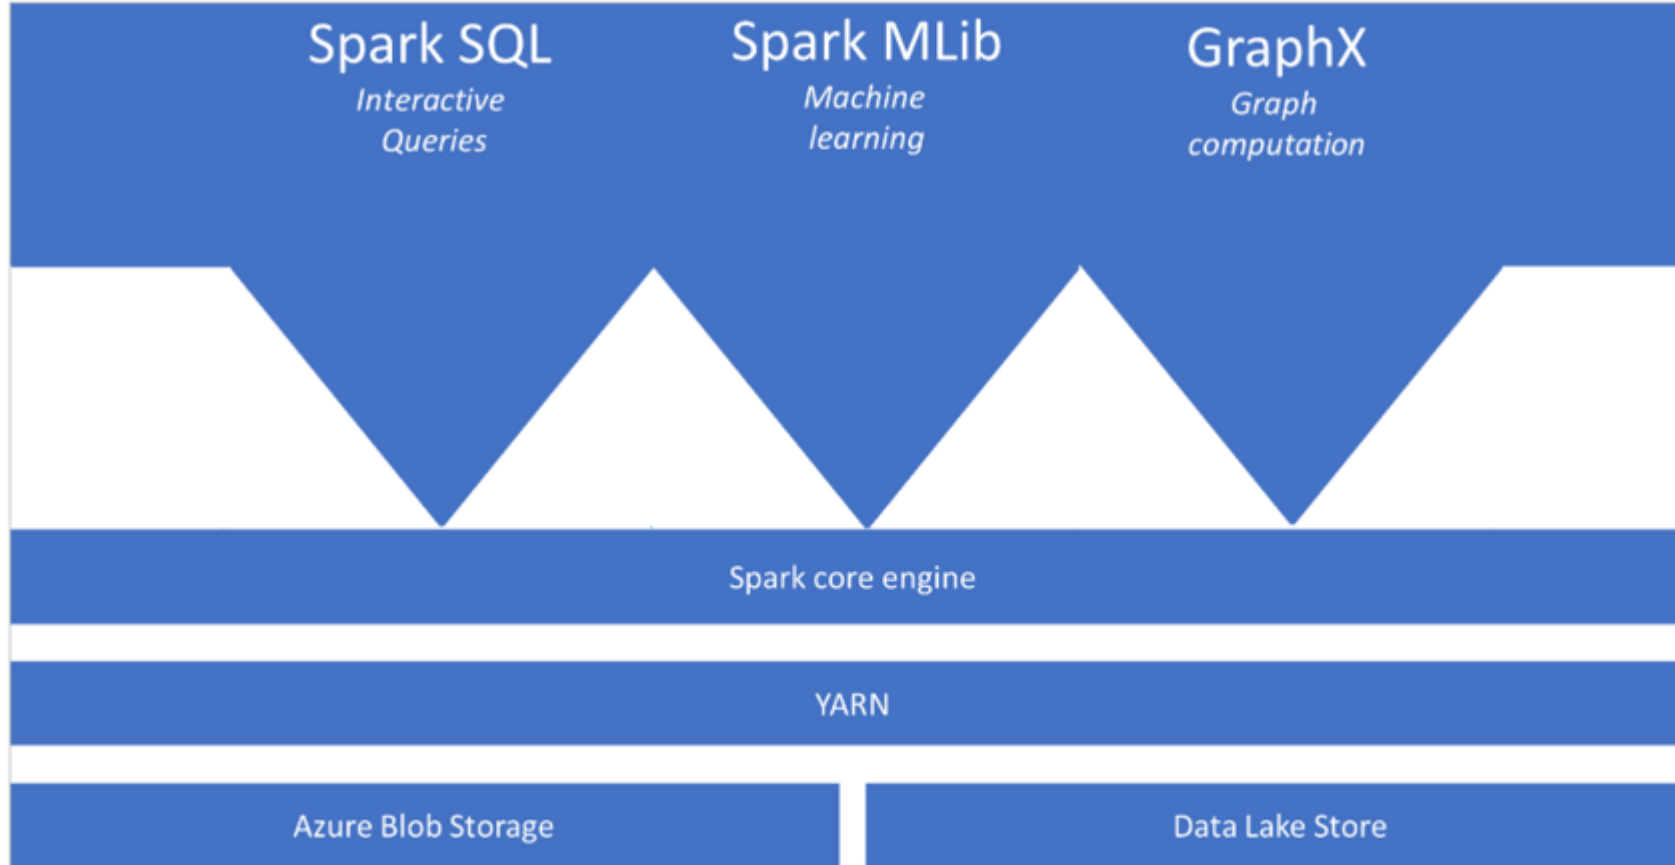 Spark SQL
Interactive
Queries
Spark MLib
Machine
learning
GraphX
Graph
computation
Spark core engine
YARN
Azure Blob Storage
Data Lake Store